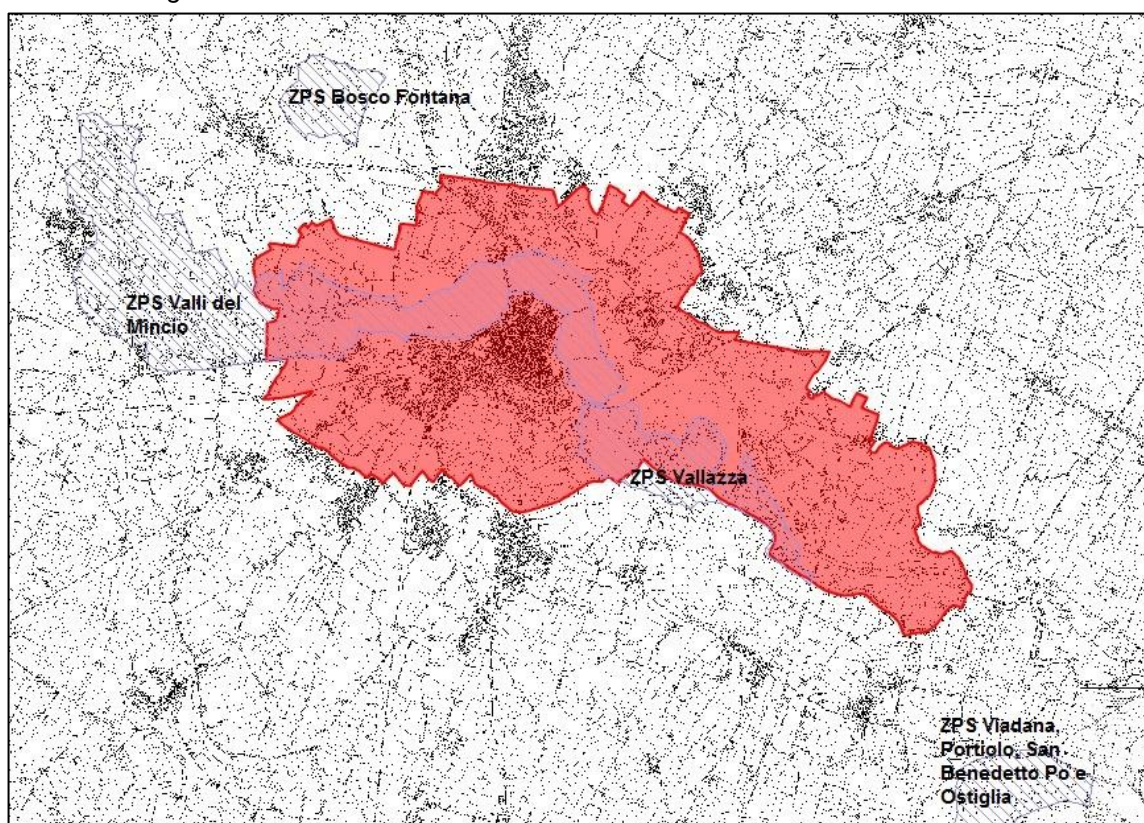 ZPS Bosco Fontana
ZPS Valli del
Mincio
ZPS Vallazza
ZPS Viadana,
Portiolo, San
Benedetto Po e
Ostiglia